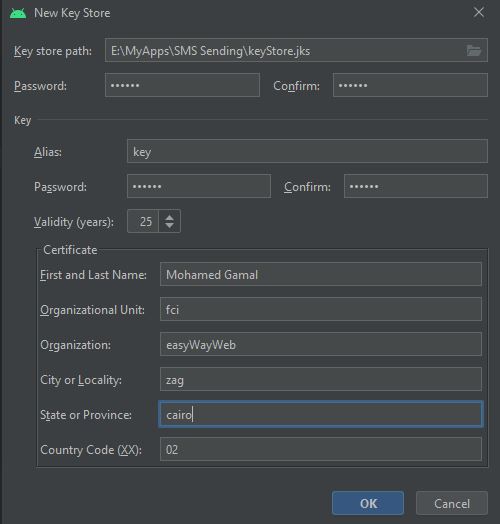 New Key Store
Key store path: E:\MyApps\SMS Sending\keyStore.jks
Password: •••••• Confirm: ••••••
Key
Alias: key
Password: •••••• Confirm: ••••••
Validity (years): 25
Certificate
First and Last Name: Mohamed Gamal
Organizational Unit: fci
Organization: easyWayWeb
City or Locality: zag
State or Province: cairo
Country Code (XX): 02
OK Cancel